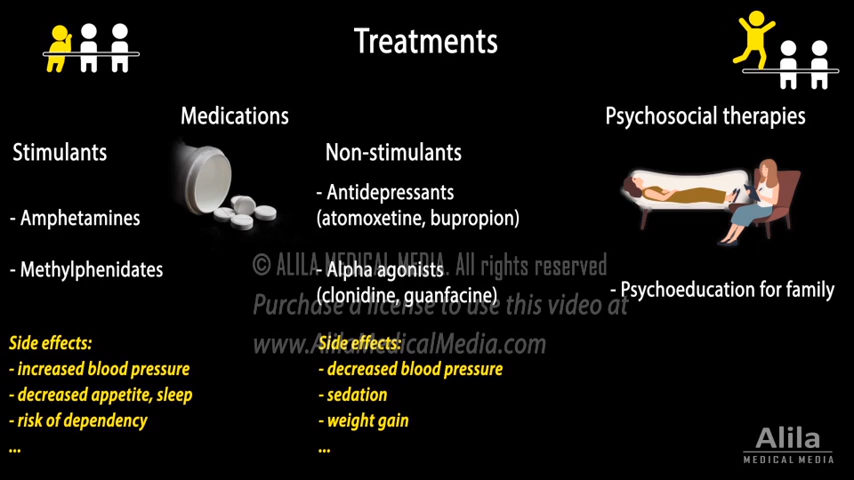 Treatments
Medications
Psychosocial therapies
Stimulants
Non-stimulants
- Amphetamines
- Antidepressants
(atomoxetine, bupropion)
- Methylphenidates
- Alpha agonists
(clonidine, guanfacine)
- Psychoeducation for family
© ALILA MEDICAL MEDIA. All rights reserved
Purchase a license to use this video at
www.AlilaMedicalMedia.com
Side effects:
- increased blood pressure
- decreased appetite, sleep
- risk of dependency
...
Side effects:
- decreased blood pressure
- sedation
- weight gain
...
Alila
MEDICAL MEDIA